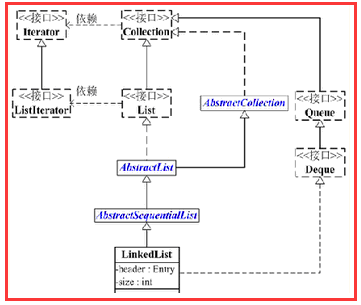 <<接口>> 依赖 <<接口>>
Iterator Collection
<<接口>> 依赖 <<接口>> AbstractCollection <<接口>>
ListIterator List Queue
<<接口>>
AbstractList Deque
AbstractSequentialList
LinkedList
-header : Entry
-size : int